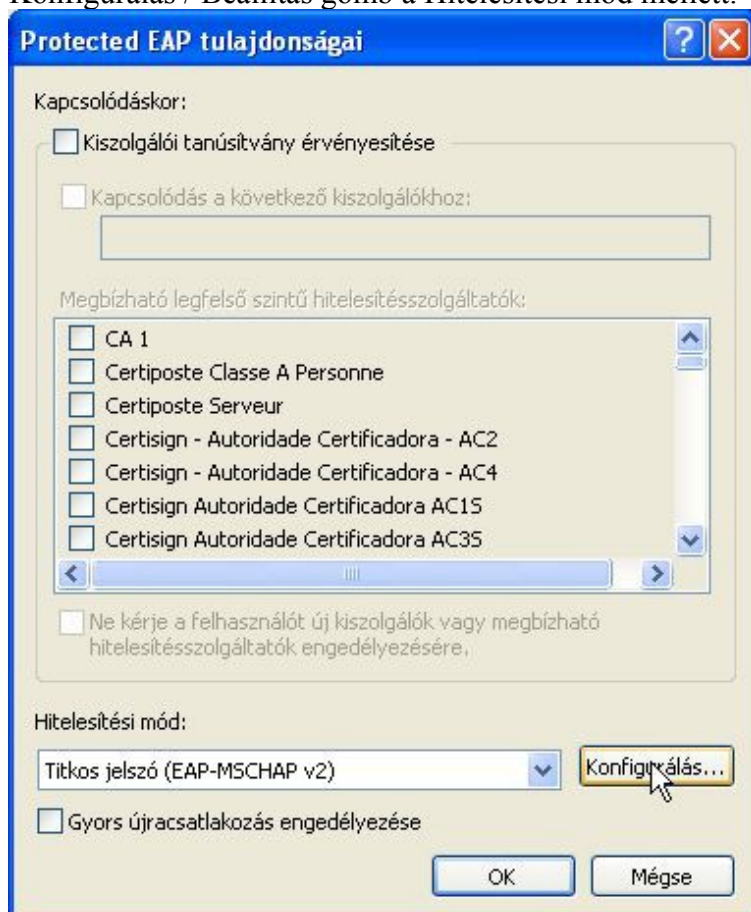 Konfigurálás / Beállítás gomb a Hitelesítési mód mellett.
Protected EAP tulajdonságai
Kapcsolódáskor:
Kiszolgálói tanúsítvány érvényesítése
Kapcsolódás a következő kiszolgálókhoz:
Megbízható legfelső szintű hitelesítésszolgáltatók:
CA 1
Certiposte Classe A Personne
Certiposte Serveur
Certisign - Autoridade Certificadora - AC2
Certisign - Autoridade Certificadora - AC4
Certisign Autoridade Certificadora AC1S
Certisign Autoridade Certificadora AC3S
Ne kérje a felhasználót új kiszolgálók vagy megbízható
hitelesítésszolgáltatók engedélyezésére.
Hitelesítési mód:
Titkos jelszó (EAP-MSCHAP v2)
Konfigurálás...
Gyors újracsatlakozás engedélyezése
OK
Mégse